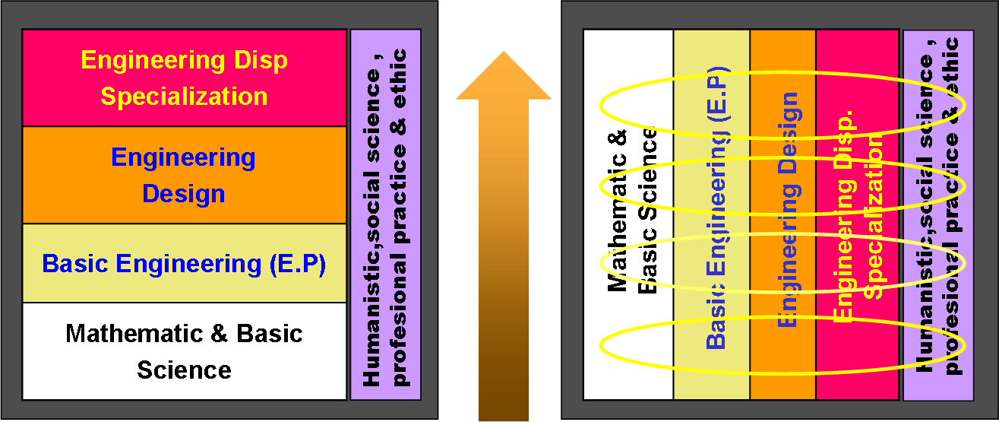 Engineering Disp
Specialization
Engineering
Design
Basic Engineering (E.P)
Mathematic & Basic
Science
Humanistic,social science ,
profesional practice & ethic
Mathematic &
Basic Science
Basic Engineering (E.P)
Engineering Design
Engineering Disp.
Specialization
Humanistic,social science ,
profesional practice & ethic